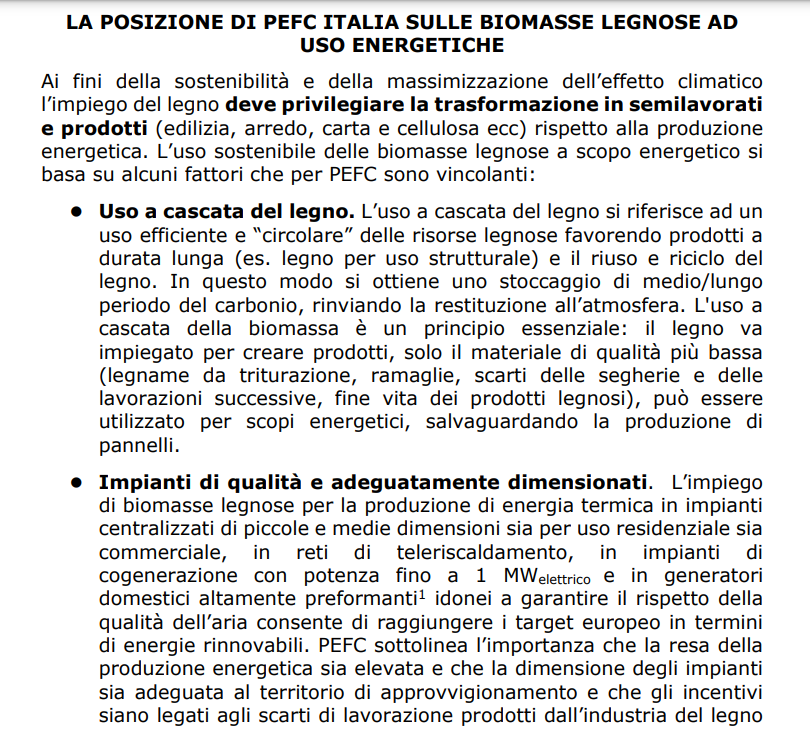 LA POSIZIONE DI PEFC ITALIA SULLE BIOMASSE LEGNOSE AD
USO ENERGETICHE
Ai fini della sostenibilità e della massimizzazione dell’effetto climatico
l’impiego del legno deve privilegiare la trasformazione in semilavorati
e prodotti (edilizia, arredo, carta e cellulosa ecc) rispetto alla produzione
energetica. L’uso sostenibile delle biomasse legnose a scopo energetico si
basa su alcuni fattori che per PEFC sono vincolanti:
● Uso a cascata del legno. L’uso a cascata del legno si riferisce ad un
uso efficiente e “circolare” delle risorse legnose favorendo prodotti a
durata lunga (es. legno per uso strutturale) e il riuso e riciclo del
legno. In questo modo si ottiene uno stoccaggio di medio/lungo
periodo del carbonio, rinviando la restituzione all’atmosfera. L'uso a
cascata della biomassa è un principio essenziale: il legno va
impiegato per creare prodotti, solo il materiale di qualità più bassa
(legname da triturazione, ramaglie, scarti delle segherie e delle
lavorazioni successive, fine vita dei prodotti legnosi), può essere
utilizzato per scopi energetici, salvaguardando la produzione di
pannelli.
● Impianti di qualità e adeguatamente dimensionati. L’impiego
di biomasse legnose per la produzione di energia termica in impianti
centralizzati di piccole e medie dimensioni sia per uso residenziale sia
commerciale, in reti di teleriscaldamento, in impianti di
cogenerazione con potenza fino a 1 MWelettrico e in generatori
domestici altamente preformanti¹ idonei a garantire il rispetto della
qualità dell’aria consente di raggiungere i target europeo in termini
di energie rinnovabili. PEFC sottolinea l’importanza che la resa della
produzione energetica sia elevata e che la dimensione degli impianti
sia adeguata al territorio di approvvigionamento e che gli incentivi
siano legati agli scarti di lavorazione prodotti dall’industria del legno